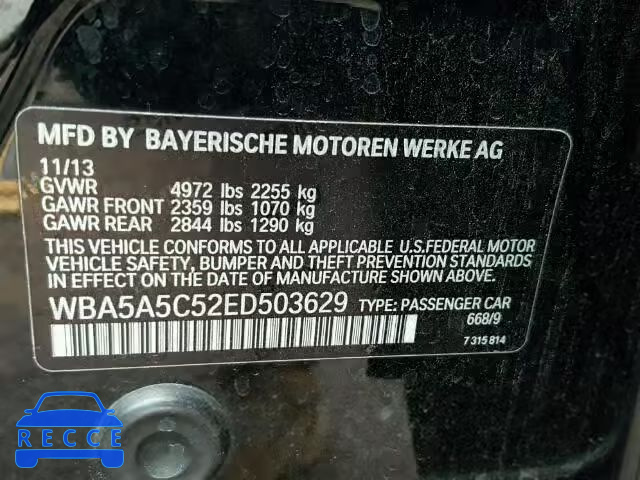 MFD BY BAYERISCHE MOTOREN WERKE AG
11/13
GVWR 4972 lbs 2255 kg
GAWR FRONT 2359 lbs 1070 kg
GAWR REAR 2844 lbs 1290 kg
THIS VEHICLE CONFORMS TO ALL APPLICABLE U.S.FEDERAL MOTOR
VEHICLE SAFETY, BUMPER AND THEFT PREVENTION STANDARDS
IN EFFECT ON THE DATE OF MANUFACTURE SHOWN ABOVE.
WBA5A5C52ED503629 TYPE: PASSENGER CAR
668/9
7 315 814
RECCE